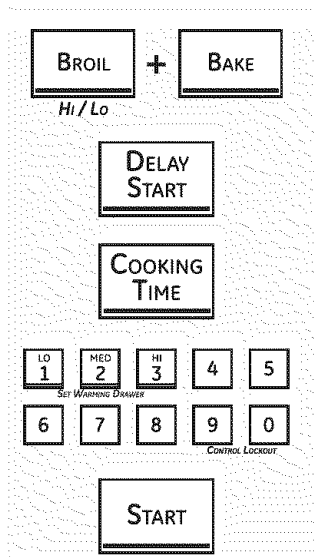 BROIL + BAKE
HI / LO
DELAY
START
COOKING
TIME
LO MED HI
1 2 3 4 5
SET WARMING DRAWER
6 7 8 9 0
CONTROL LOCKOUT
START